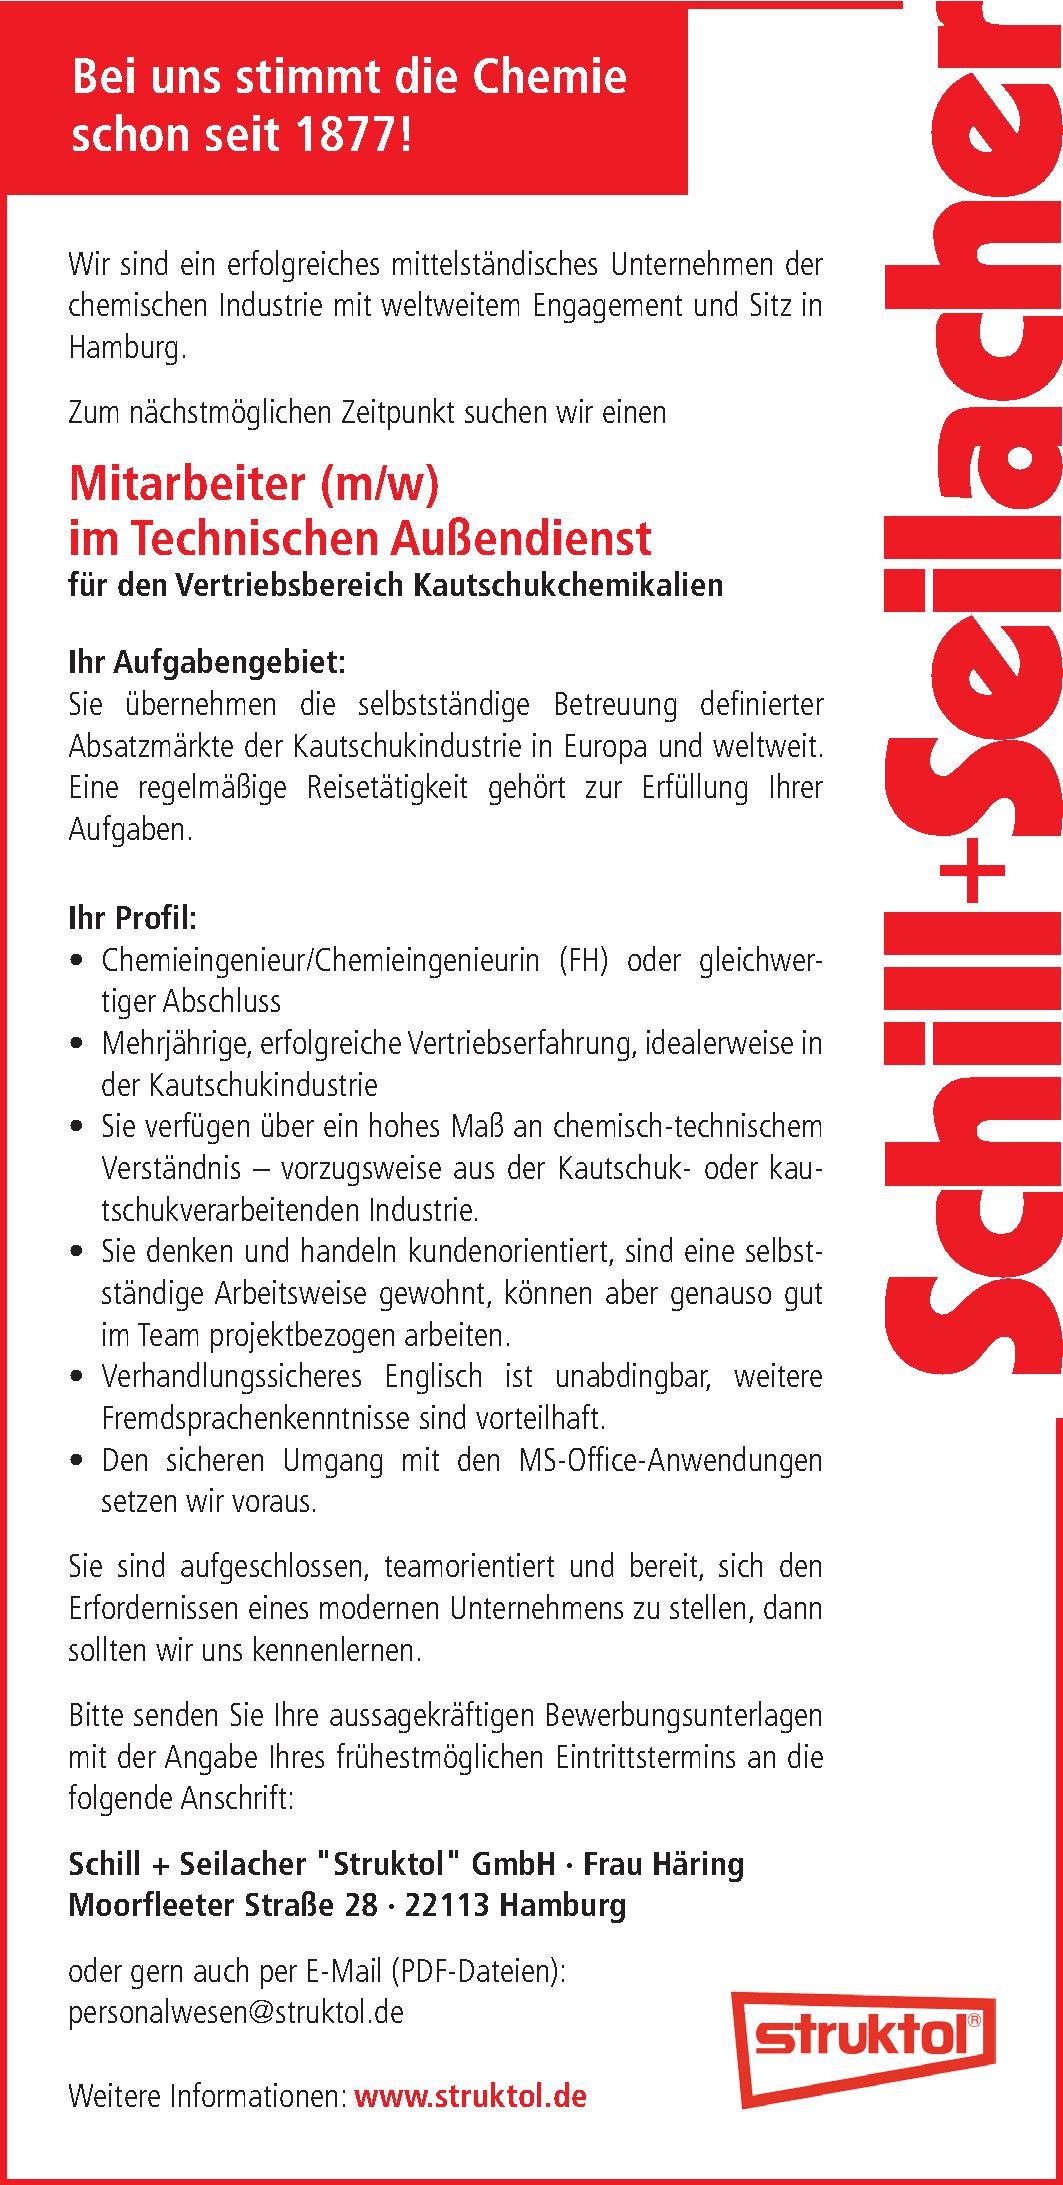 Bei uns stimmt die Chemie
schon seit 1877!
Schill+Seilacher
Wir sind ein erfolgreiches mittelständisches Unternehmen der
chemischen Industrie mit weltweitem Engagement und Sitz in
Hamburg.
Zum nächstmöglichen Zeitpunkt suchen wir einen
Mitarbeiter (m/w)
im Technischen Außendienst
für den Vertriebsbereich Kautschukchemikalien
Ihr Aufgabengebiet:
Sie übernehmen die selbstständige Betreuung definierter
Absatzmärkte der Kautschukindustrie in Europa und weltweit.
Eine regelmäßige Reisetätigkeit gehört zur Erfüllung Ihrer
Aufgaben.
Ihr Profil:
• Chemieingenieur/Chemieingenieurin (FH) oder gleichwer-
tiger Abschluss
• Mehrjährige, erfolgreiche Vertriebserfahrung, idealerweise in
der Kautschukindustrie
• Sie verfügen über ein hohes Maß an chemisch-technischem
Verständnis – vorzugsweise aus der Kautschuk- oder kau-
tschukverarbeitenden Industrie.
• Sie denken und handeln kundenorientiert, sind eine selbst-
ständige Arbeitsweise gewohnt, können aber genauso gut
im Team projektbezogen arbeiten.
• Verhandlungssicheres Englisch ist unabdingbar, weitere
Fremdsprachenkenntnisse sind vorteilhaft.
• Den sicheren Umgang mit den MS-Office-Anwendungen
setzen wir voraus.
Sie sind aufgeschlossen, teamorientiert und bereit, sich den
Erfordernissen eines modernen Unternehmens zu stellen, dann
sollten wir uns kennenlernen.
Bitte senden Sie Ihre aussagekräftigen Bewerbungsunterlagen
mit der Angabe Ihres frühestmöglichen Eintrittstermins an die
folgende Anschrift:
Schill + Seilacher "Struktol" GmbH · Frau Häring
Moorfleeter Straße 28 · 22113 Hamburg
oder gern auch per E-Mail (PDF-Dateien):
personalwesen@struktol.de
struktol®
Weitere Informationen: www.struktol.de